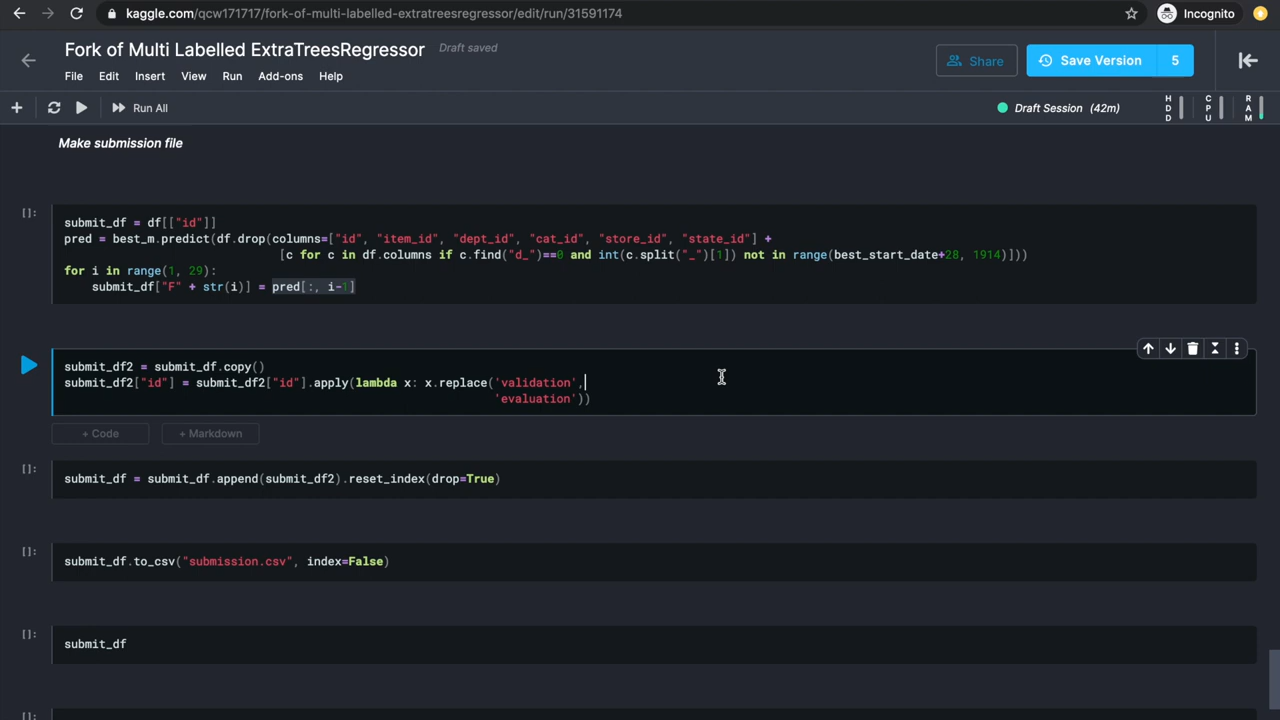 kaggle.com/qcw171717/fork-of-multi-labelled-extratreesregressor/edit/run/31591174
Incognito
Fork of Multi Labelled ExtraTreesRegressor
Draft saved
File Edit Insert View Run Add-ons Help
Share
Save Version 5
Run All
Draft Session (42m)
HDD
CPU
RAM
Make submission file
[]:
submit_df = df[["id"]]
pred = best_m.predict(df.drop(columns=["id", "item_id", "dept_id", "cat_id", "store_id", "state_id"] +
[c for c in df.columns if c.find("d_")==0 and int(c.split("_")[1]) not in range(best_start_date+28, 1914)]))
for i in range(1, 29):
submit_df["F" + str(i)] = pred[:, i-1]
submit_df2 = submit_df.copy()
submit_df2["id"] = submit_df2["id"].apply(lambda x: x.replace('validation',
'evaluation'))
+ Code
+ Markdown
[]:
submit_df = submit_df.append(submit_df2).reset_index(drop=True)
[]:
submit_df.to_csv("submission.csv", index=False)
[]:
submit_df
[]: